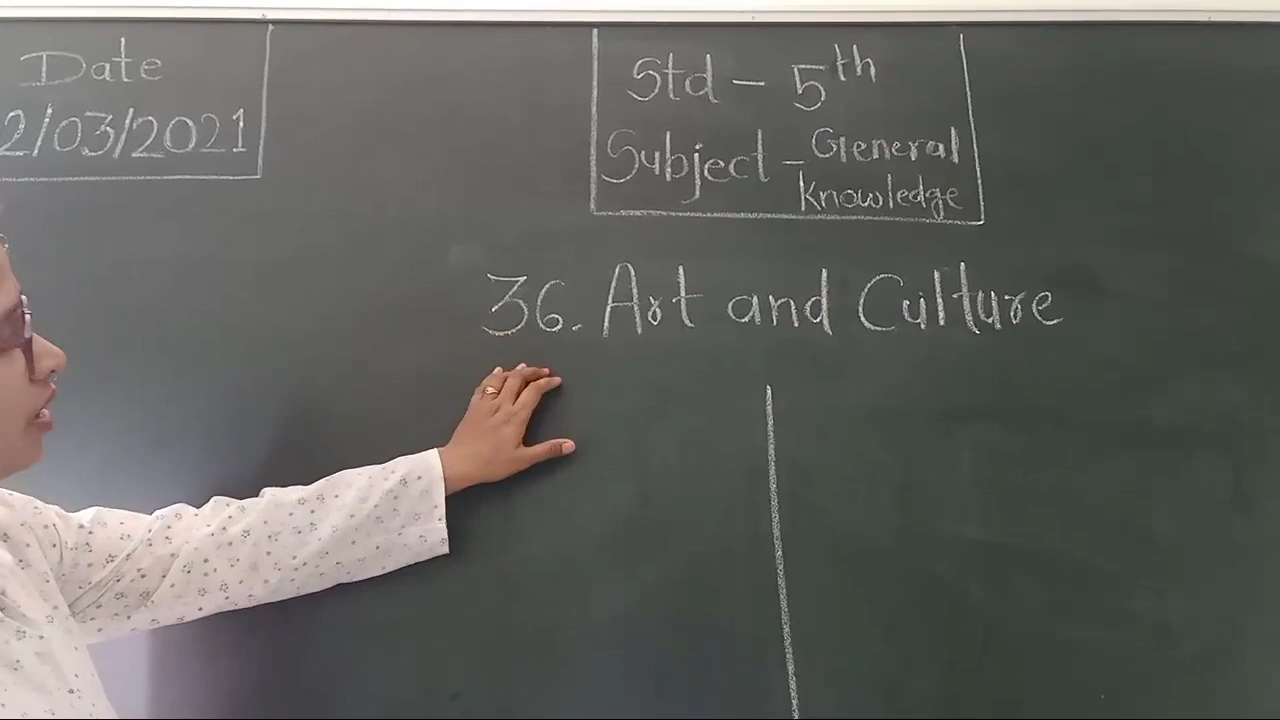 Date
2/03/2021
Std - 5th
Subject - General
knowledge
36. Art and Culture